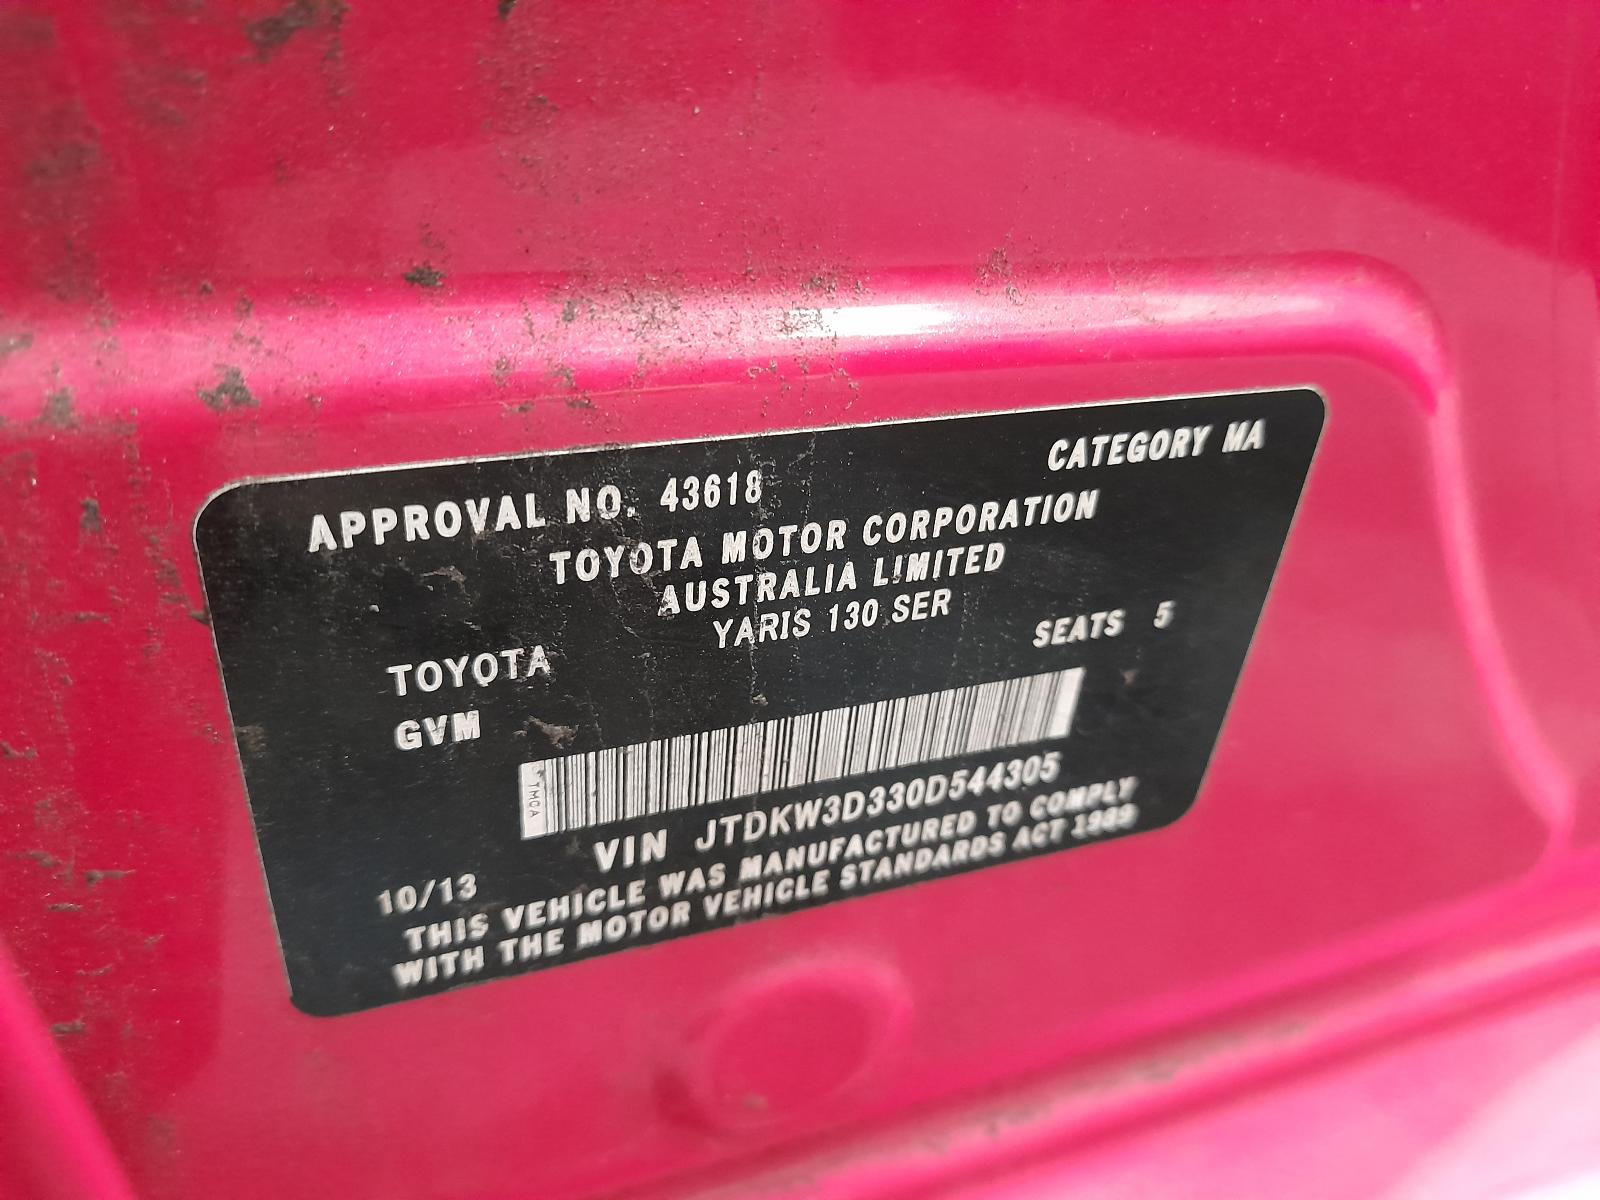 APPROVAL NO. 43618 CATEGORY MA
TOYOTA MOTOR CORPORATION
AUSTRALIA LIMITED
TOYOTA YARIS 130 SER
GVM SEATS 5
TMCA
VIN JTDKW3D330D544305
10/13
THIS VEHICLE WAS MANUFACTURED TO COMPLY
WITH THE MOTOR VEHICLE STANDARDS ACT 1989